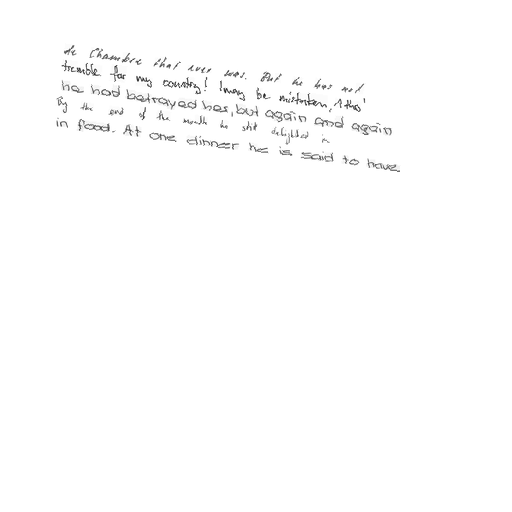 de Chambre that ever was. But he has not
tremble for my country! I may be mistaken, tho'
he had betrayed her, but again and again
By the end of the month he still delighted in
in food. At one dinner he is said to have